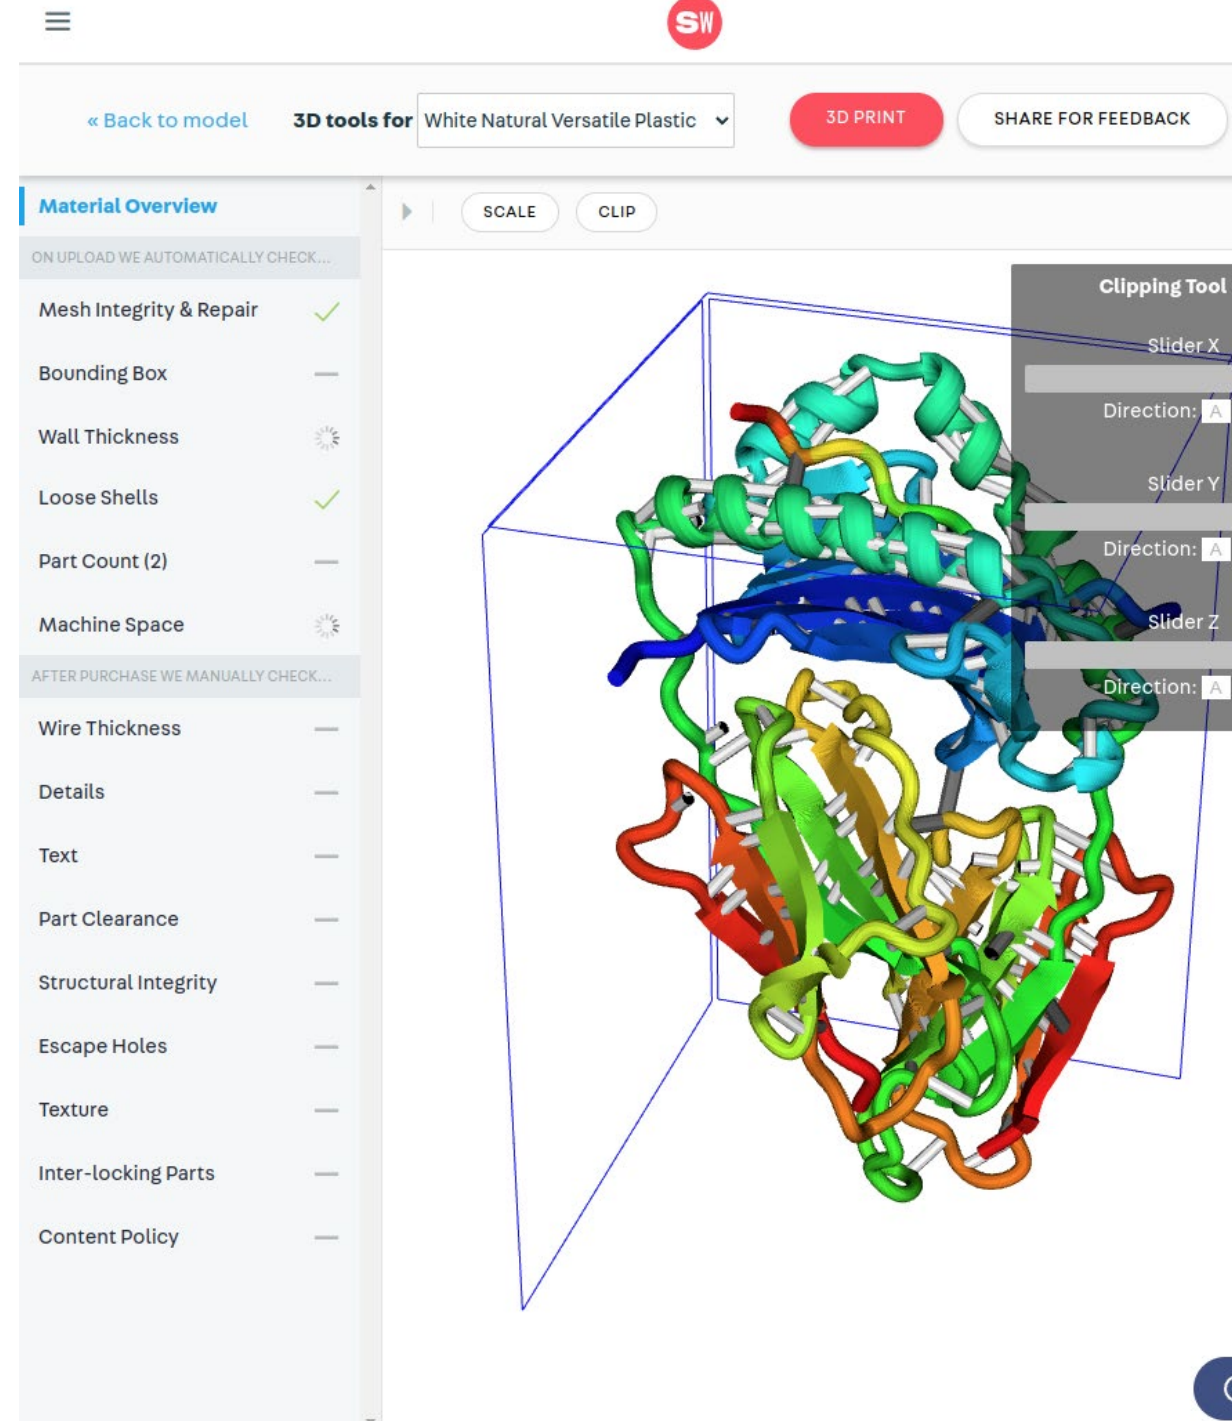 SW
« Back to model
3D tools for White Natural Versatile Plastic
3D PRINT
SHARE FOR FEEDBACK
Material Overview
SCALE
CLIP
ON UPLOAD WE AUTOMATICALLY CHECK...
Mesh Integrity & Repair
Bounding Box
Wall Thickness
Loose Shells
Part Count (2)
Machine Space
AFTER PURCHASE WE MANUALLY CHECK...
Wire Thickness
Details
Text
Part Clearance
Structural Integrity
Escape Holes
Texture
Inter-locking Parts
Content Policy
Clipping Tool
Slider X
Direction: A
Slider Y
Direction: A
Slider Z
Direction: A